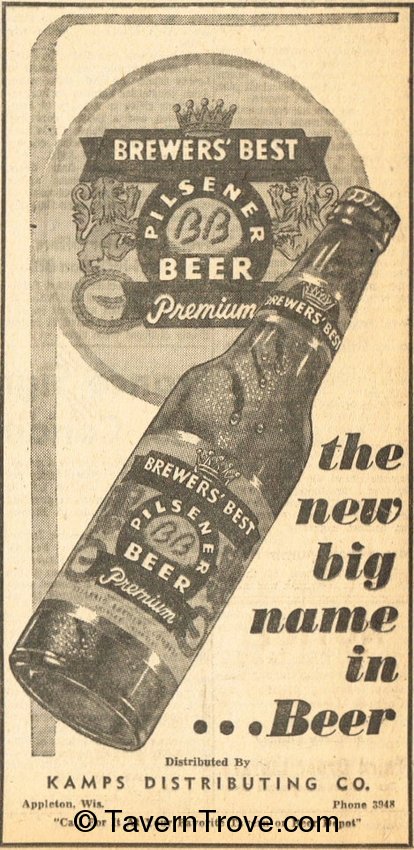 BREWERS' BEST
PILSENER
BB
BEER
Premium
BREWERS' BEST
BREWERS' BEST
PILSENER
BB
BEER
Premium
the
new
big
name
in
...Beer
Distributed By
KAMPS DISTRIBUTING CO.
Appleton, Wis. Phone 3948
© TavernTrove.com